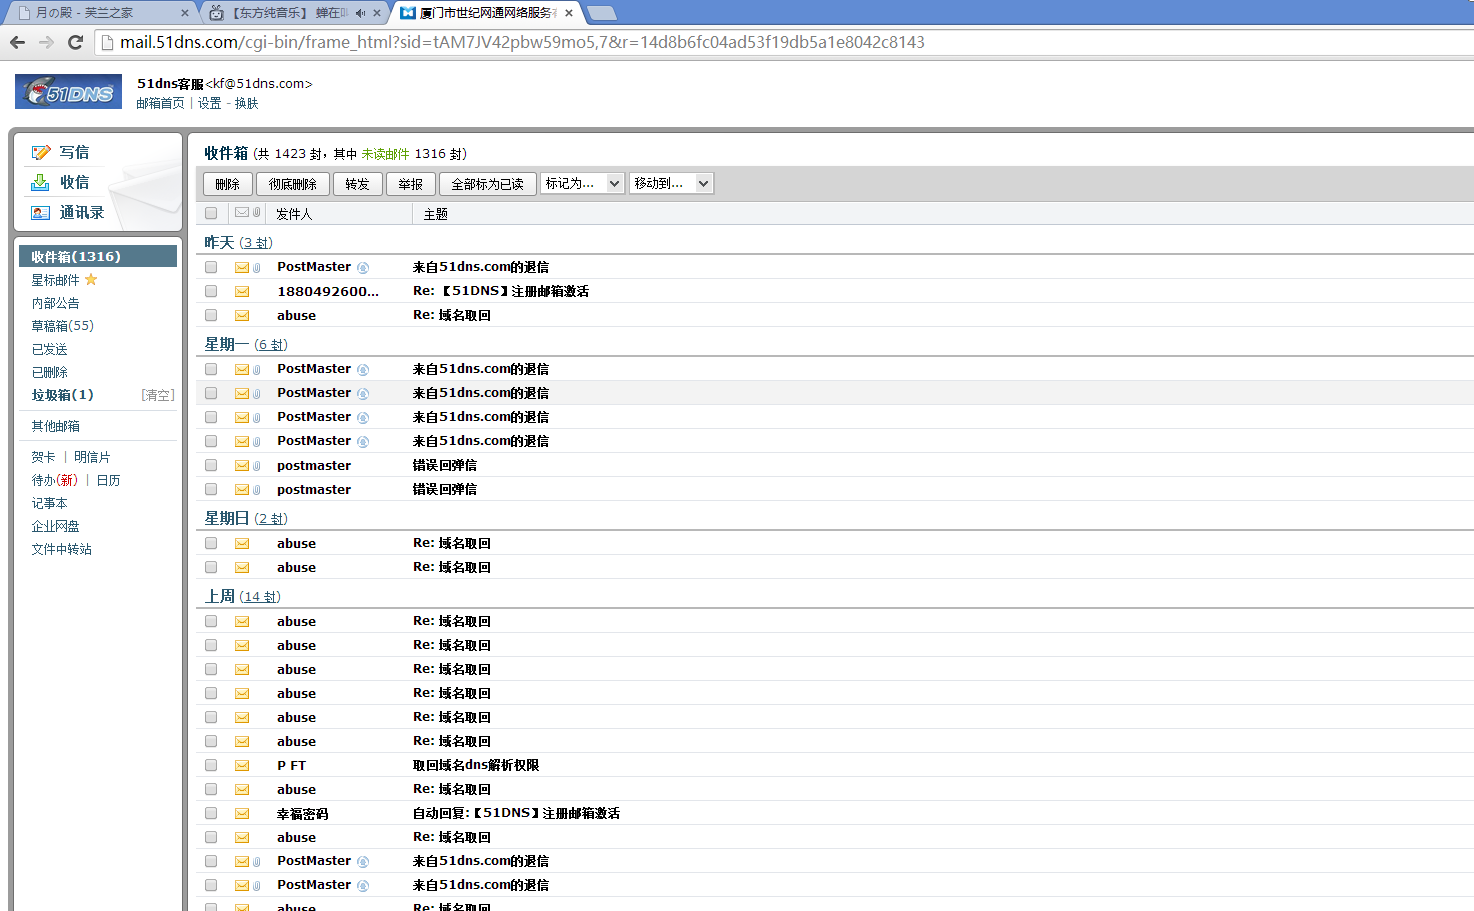 月の殿 - 芙兰之家
【东方纯音乐】 蝉在
厦门市世纪网通网络服务
mail.51dns.com/cgi-bin/frame_html?sid=tAM7JV42pbw59mo5,7&r=14d8b6fc04ad53f19db5a1e8042c8143
51DNS
51dns客服<kf@51dns.com>
邮箱首页 | 设置 - 换肤
写信
收信
通讯录
收件箱(1316)
星标邮件
内部公告
草稿箱(55)
已发送
已删除
垃圾箱(1) [清空]
其他邮箱
贺卡 | 明信片
待办(新) | 日历
记事本
企业网盘
文件中转站
收件箱 (共 1423 封，其中 未读邮件 1316 封)
删除 彻底删除 转发 举报 全部标为已读 标记为... 移动到...
发件人 主题
昨天 (3 封)
PostMaster 来自51dns.com的退信
1880492600... Re:【51DNS】注册邮箱激活
abuse Re: 域名取回
星期一 (6 封)
PostMaster 来自51dns.com的退信
PostMaster 来自51dns.com的退信
PostMaster 来自51dns.com的退信
PostMaster 来自51dns.com的退信
postmaster 错误回弹信
postmaster 错误回弹信
星期日 (2 封)
abuse Re: 域名取回
abuse Re: 域名取回
上周 (14 封)
abuse Re: 域名取回
abuse Re: 域名取回
abuse Re: 域名取回
abuse Re: 域名取回
abuse Re: 域名取回
abuse Re: 域名取回
P FT 取回域名dns解析权限
abuse Re: 域名取回
幸福密码 自动回复:【51DNS】注册邮箱激活
abuse Re: 域名取回
PostMaster 来自51dns.com的退信
PostMaster 来自51dns.com的退信
abuse Re: 域名取回